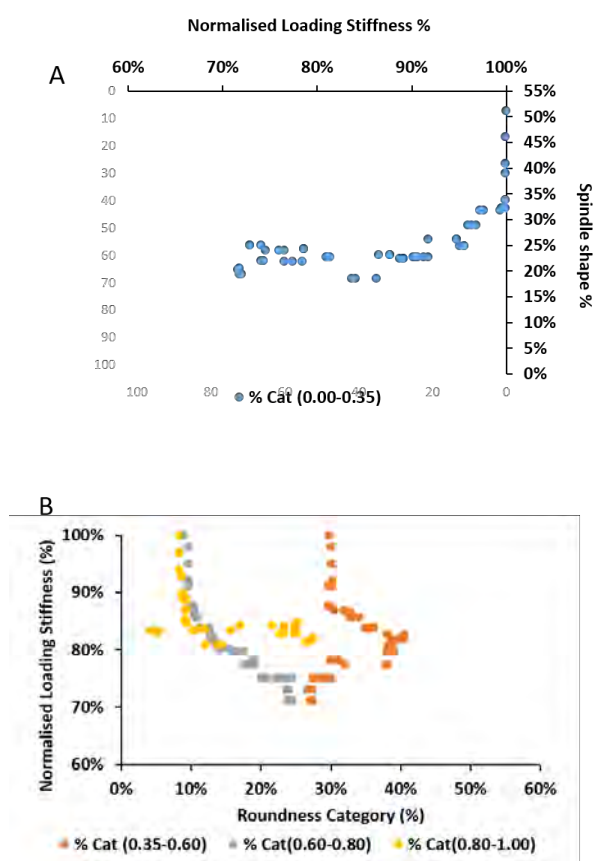 Normalised Loading Stiffness %
A
60% 70% 80% 90% 100%
0 55%
10 50%
20 45%
30 40%
40 35%
50 30%
60 25%
70 20%
80 15%
90 10%
100 5%
0%
Spindle shape %
100 80 60 40 20 0
% Cat (0.00-0.35)
B
100%
90%
80%
70%
60%
Normalised Loading Stiffness (%)
0% 10% 20% 30% 40% 50% 60%
Roundness Category (%)
% Cat (0.35-0.60) % Cat(0.60-0.80) % Cat(0.80-1.00)